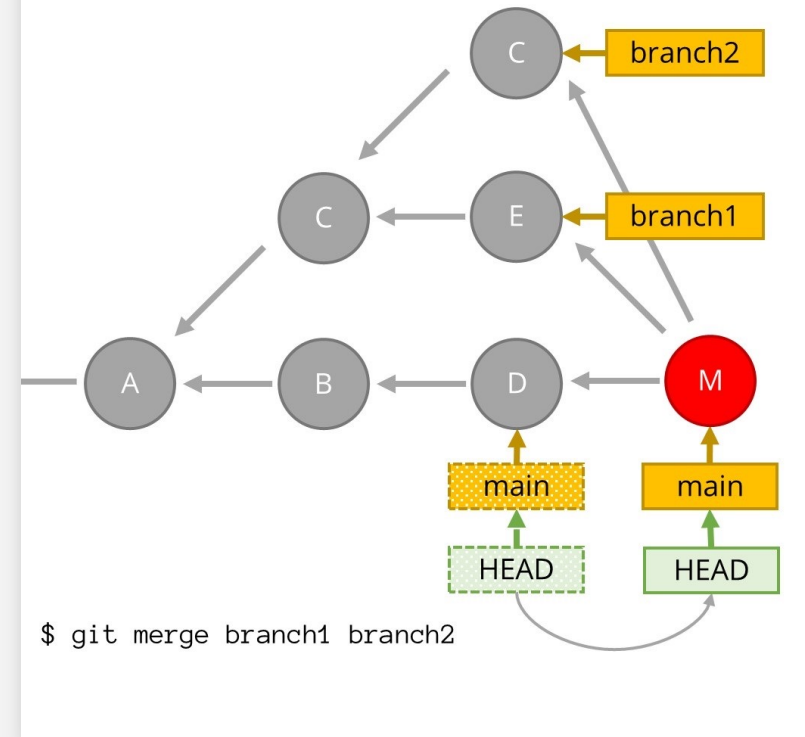 C
branch2
C
E
branch1
A
B
D
M
main
main
HEAD
HEAD
$ git merge branch1 branch2